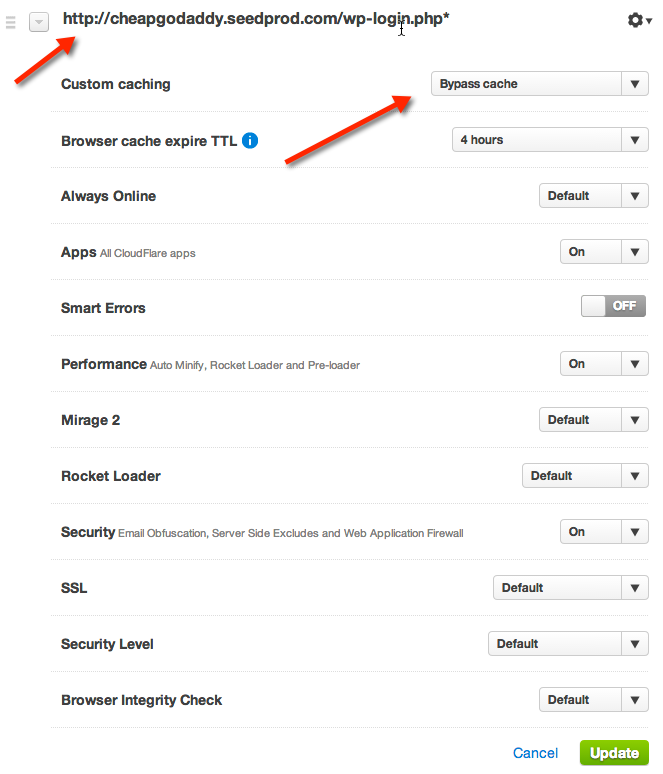 http://cheapgodaddy.seedprod.com/wp-login.php*
Custom caching Bypass cache
Browser cache expire TTL i 4 hours
Always Online Default
Apps All CloudFlare apps On
Smart Errors OFF
Performance Auto Minify, Rocket Loader and Pre-loader On
Mirage 2 Default
Rocket Loader Default
Security Email Obfuscation, Server Side Excludes and Web Application Firewall On
SSL Default
Security Level Default
Browser Integrity Check Default
Cancel Update